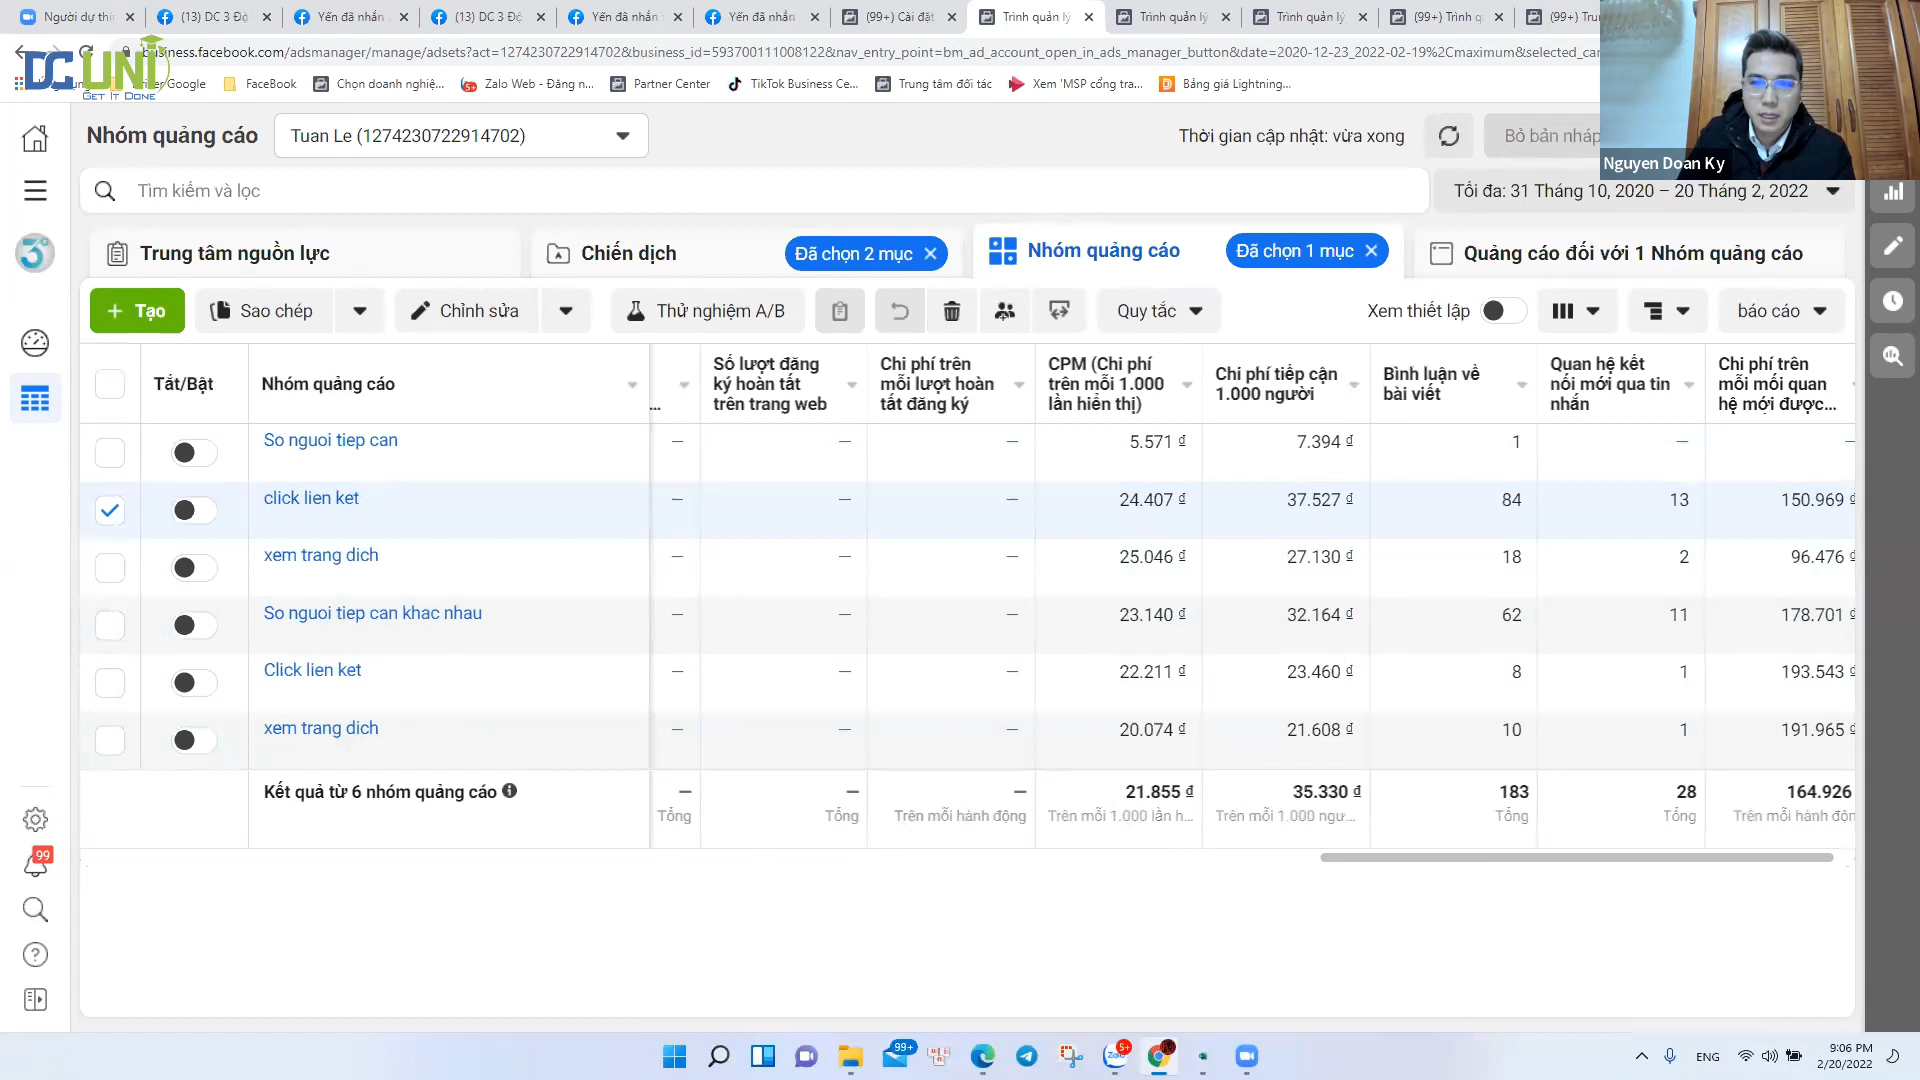 Người dự thi
(13) DC 3 Độ
Yến đã nhắn
(13) DC 3 Độ
Yến đã nhắn
Yến đã nhắn
(99+) Cài đặt
Trình quản lý
Trình quản lý
Trình quản lý
(99+) Trình q
(99+) Tru
business.facebook.com/adsmanager/manage/adsets?act=1274230722914702&business_id=593700111008122&nav_entry_point=bm_ad_account_open_in_ads_manager_button&date=2020-12-23_2022-02-19%2Cmaximum&selected_ca
DC UNI
GET IT DONE
Google
FaceBook
Chọn doanh nghiệ...
Zalo Web - Đăng n...
Partner Center
TikTok Business Ce...
Trung tâm đối tác
Xem 'MSP cổng tra...
Bảng giá Lightning...
Nguyen Doan Ky
Nhóm quảng cáo
Tuan Le (1274230722914702)
Thời gian cập nhật: vừa xong
Bỏ bản nháp
Tìm kiếm và lọc
Tối đa: 31 Tháng 10, 2020 – 20 Tháng 2, 2022
Trung tâm nguồn lực
Chiến dịch
Đã chọn 2 mục
Nhóm quảng cáo
Đã chọn 1 mục
Quảng cáo đối với 1 Nhóm quảng cáo
+ Tạo
Sao chép
Chỉnh sửa
Thử nghiệm A/B
Quy tắc
Xem thiết lập
báo cáo
Tắt/Bật
Nhóm quảng cáo
...
Số lượt đăng
ký hoàn tất
trên trang web
Chi phí trên
mỗi lượt hoàn
tất đăng ký
CPM (Chi phí
trên mỗi 1.000
lần hiển thị)
Chi phí tiếp cận
1.000 người
Bình luận về
bài viết
Quan hệ kết
nối mới qua tin
nhắn
Chi phí trên
mỗi mối quan
hệ mới được...
So nguoi tiep can — — — 5.571 ₫ 7.394 ₫ 1 — —
click lien ket — — — 24.407 ₫ 37.527 ₫ 84 13 150.969 ₫
xem trang dich — — — 25.046 ₫ 27.130 ₫ 18 2 96.476 ₫
So nguoi tiep can khac nhau — — — 23.140 ₫ 32.164 ₫ 62 11 178.701 ₫
Click lien ket — — — 22.211 ₫ 23.460 ₫ 8 1 193.543 ₫
xem trang dich — — — 20.074 ₫ 21.608 ₫ 10 1 191.965 ₫
Kết quả từ 6 nhóm quảng cáo — — — 21.855 ₫ 35.330 ₫ 183 28 164.926
Tổng Tổng Trên mỗi hành động Trên mỗi 1.000 lần h... Trên mỗi 1.000 ngư... Tổng Tổng Trên mỗi hành độn
99
99+
5+
ENG
9:06 PM
2/20/2022